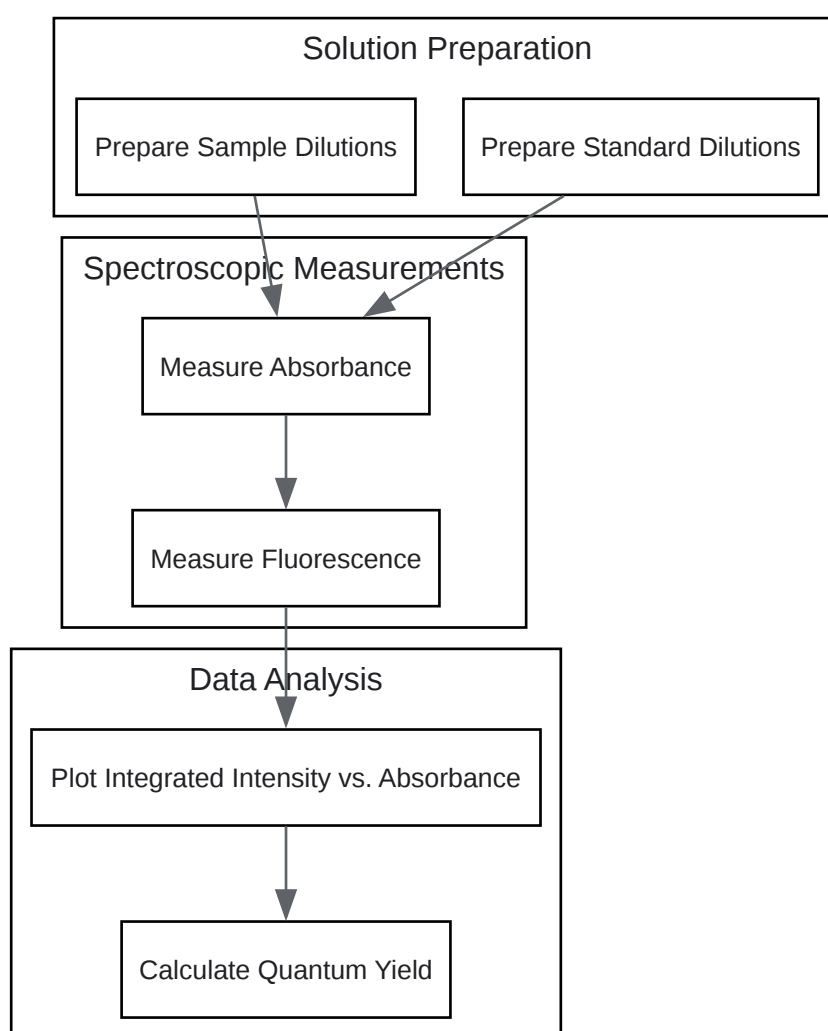 Solution Preparation
Prepare Sample Dilutions
Prepare Standard Dilutions
Spectroscopic Measurements
Measure Absorbance
Measure Fluorescence
Data Analysis
Plot Integrated Intensity vs. Absorbance
Calculate Quantum Yield